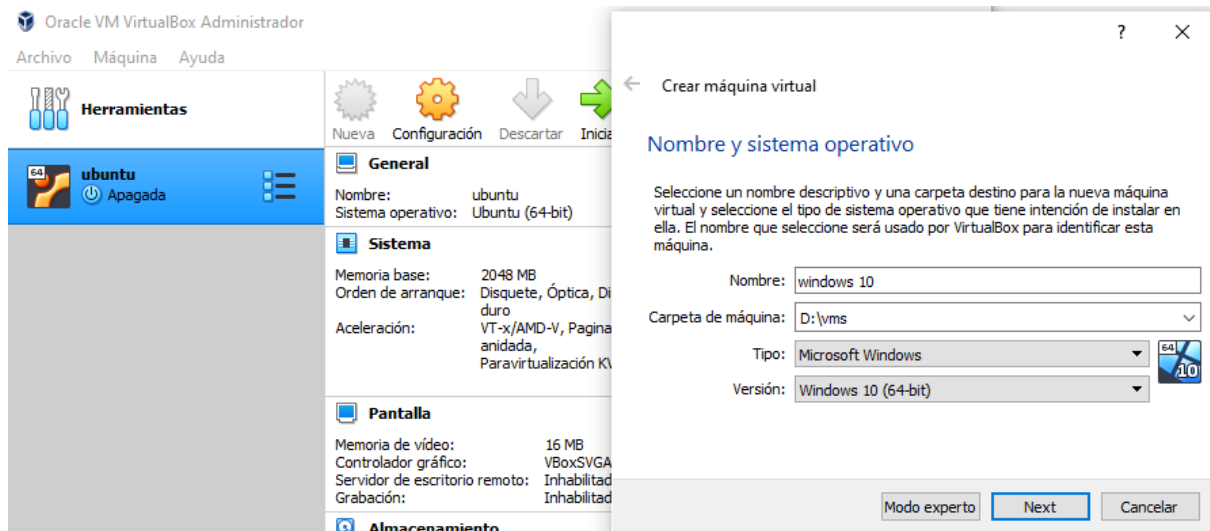 Oracle VM VirtualBox Administrador
Archivo Máquina Ayuda
Herramientas
64
ubuntu
Apagada
Nueva Configuración Descartar
General
Nombre: ubuntu
Sistema operativo: Ubuntu (64-bit)
Sistema
Memoria base: 2048 MB
Orden de arranque: Disquete, Óptica,
duro
Aceleración: VT-x/AMD-V,
anidada,
Paravirtualización
Pantalla
Memoria de vídeo: 16 MB
Controlador gráfico: VBoxSVGA
Servidor de escritorio remoto:
Grabación:
Almacenamiento
?
Crear máquina virtual
Nombre y sistema operativo
Seleccione un nombre descriptivo y una carpeta destino para la nueva máquina
virtual y seleccione el tipo de sistema operativo que tiene intención de instalar en
ella. El nombre que seleccione será usado por VirtualBox para identificar esta
máquina.
Nombre: windows 10
Carpeta de máquina: D:\vms
Tipo: Microsoft Windows
64
10
Versión: Windows 10 (64-bit)
Modo experto Next Cancelar